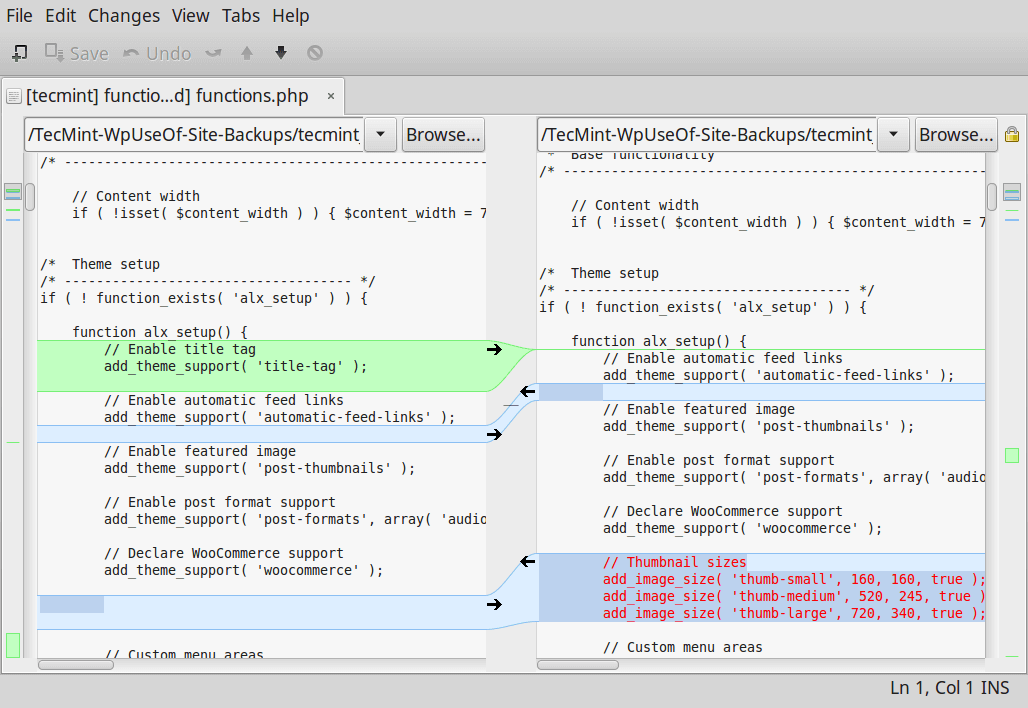 File Edit Changes View Tabs Help
Save Undo
[tecmint] functio...d] functions.php ×
/TecMint-WpUseOf-Site-Backups/tecmint Browse...
/* -----------------------------------------------------
// Content width
if ( !isset( $content_width ) ) { $content_width = 7
/*  Theme setup
/* ------------------------------------ */
if ( ! function_exists( 'alx_setup' ) ) {
function alx_setup() {
// Enable title tag
add_theme_support( 'title-tag' );
// Enable automatic feed links
add_theme_support( 'automatic-feed-links' );
// Enable featured image
add_theme_support( 'post-thumbnails' );
// Enable post format support
add_theme_support( 'post-formats', array( 'audio
// Declare WooCommerce support
add_theme_support( 'woocommerce' );
// Custom menu areas
/TecMint-WpUseOf-Site-Backups/tecmint Browse...
*  Base functionality
/* -----------------------------------------------------
// Content width
if ( !isset( $content_width ) ) { $content_width = 7
/*  Theme setup
/* ------------------------------------ */
if ( ! function_exists( 'alx_setup' ) ) {
function alx_setup() {
// Enable automatic feed links
add_theme_support( 'automatic-feed-links' );
// Enable featured image
add_theme_support( 'post-thumbnails' );
// Enable post format support
add_theme_support( 'post-formats', array( 'audio
// Declare WooCommerce support
add_theme_support( 'woocommerce' );
// Thumbnail sizes
add_image_size( 'thumb-small', 160, 160, true );
add_image_size( 'thumb-medium', 520, 245, true )
add_image_size( 'thumb-large', 720, 340, true );
// Custom menu areas
Ln 1, Col 1 INS